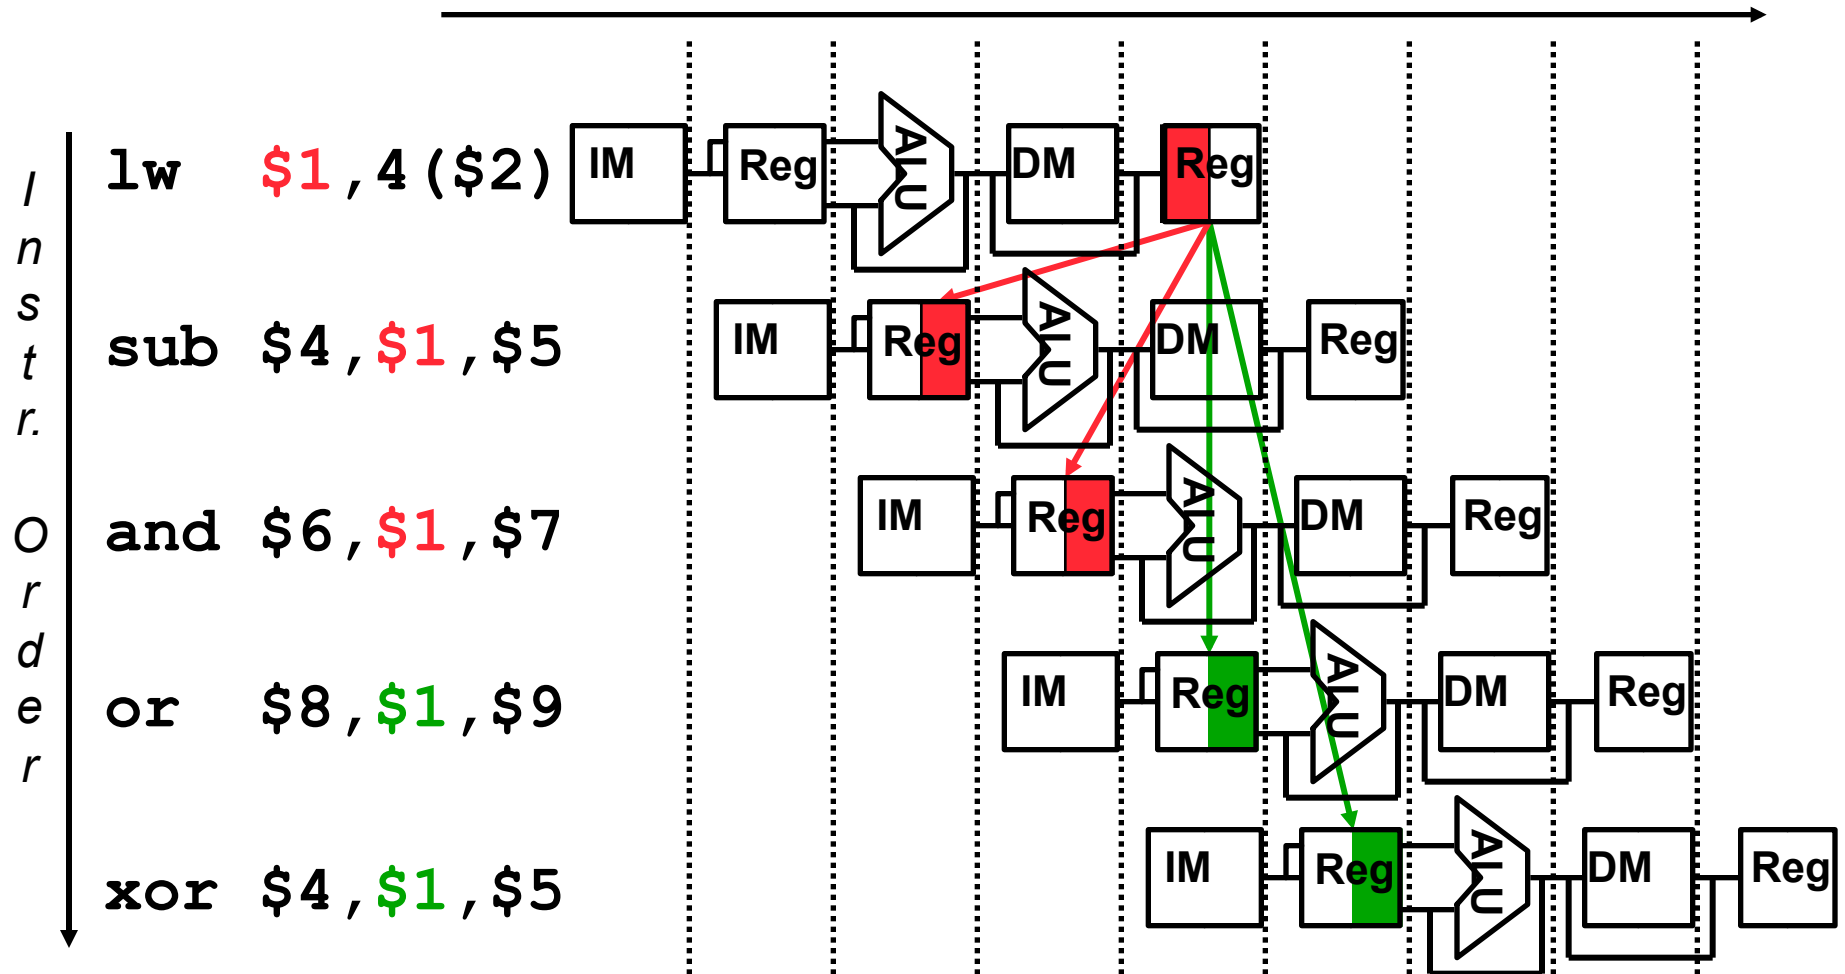 Instr. Order
lw $1,4($2) IM Reg ALU DM Reg
sub $4,$1,$5 IM Reg ALU DM Reg
and $6,$1,$7 IM Reg ALU DM Reg
or $8,$1,$9 IM Reg ALU DM Reg
xor $4,$1,$5 IM Reg ALU DM Reg